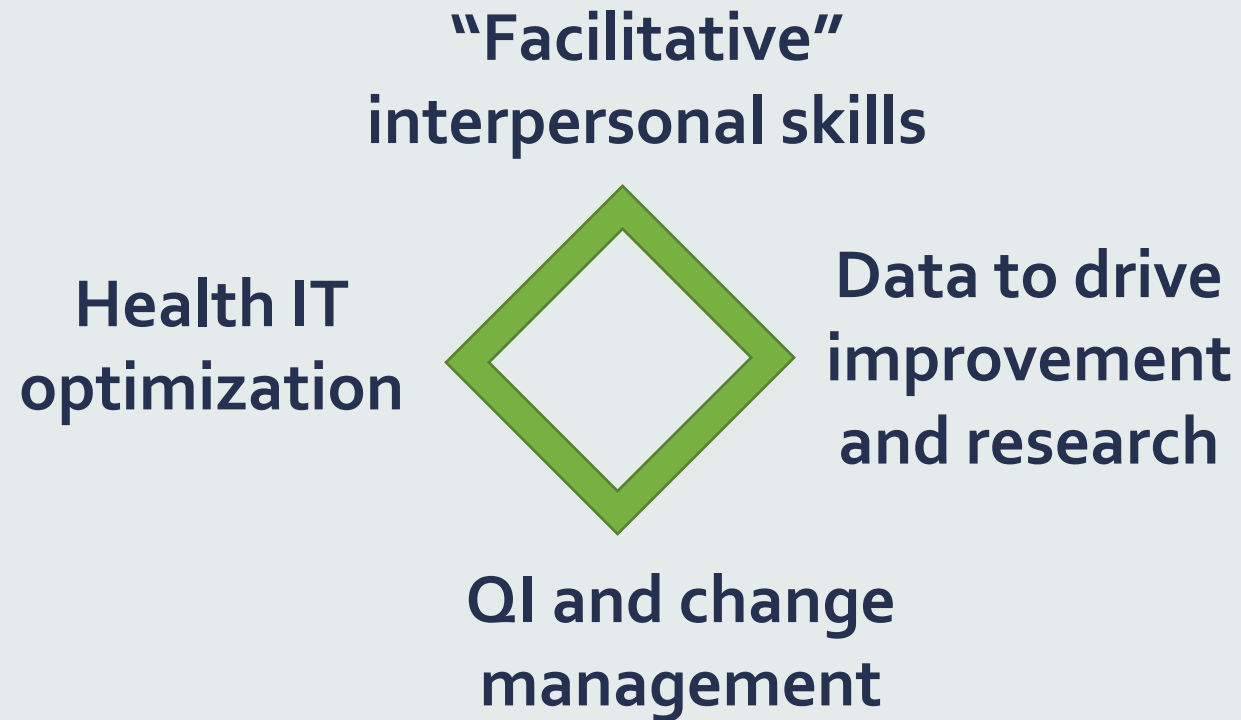 “Facilitative”
interpersonal skills
Health IT
optimization
Data to drive
improvement
and research
QI and change
management